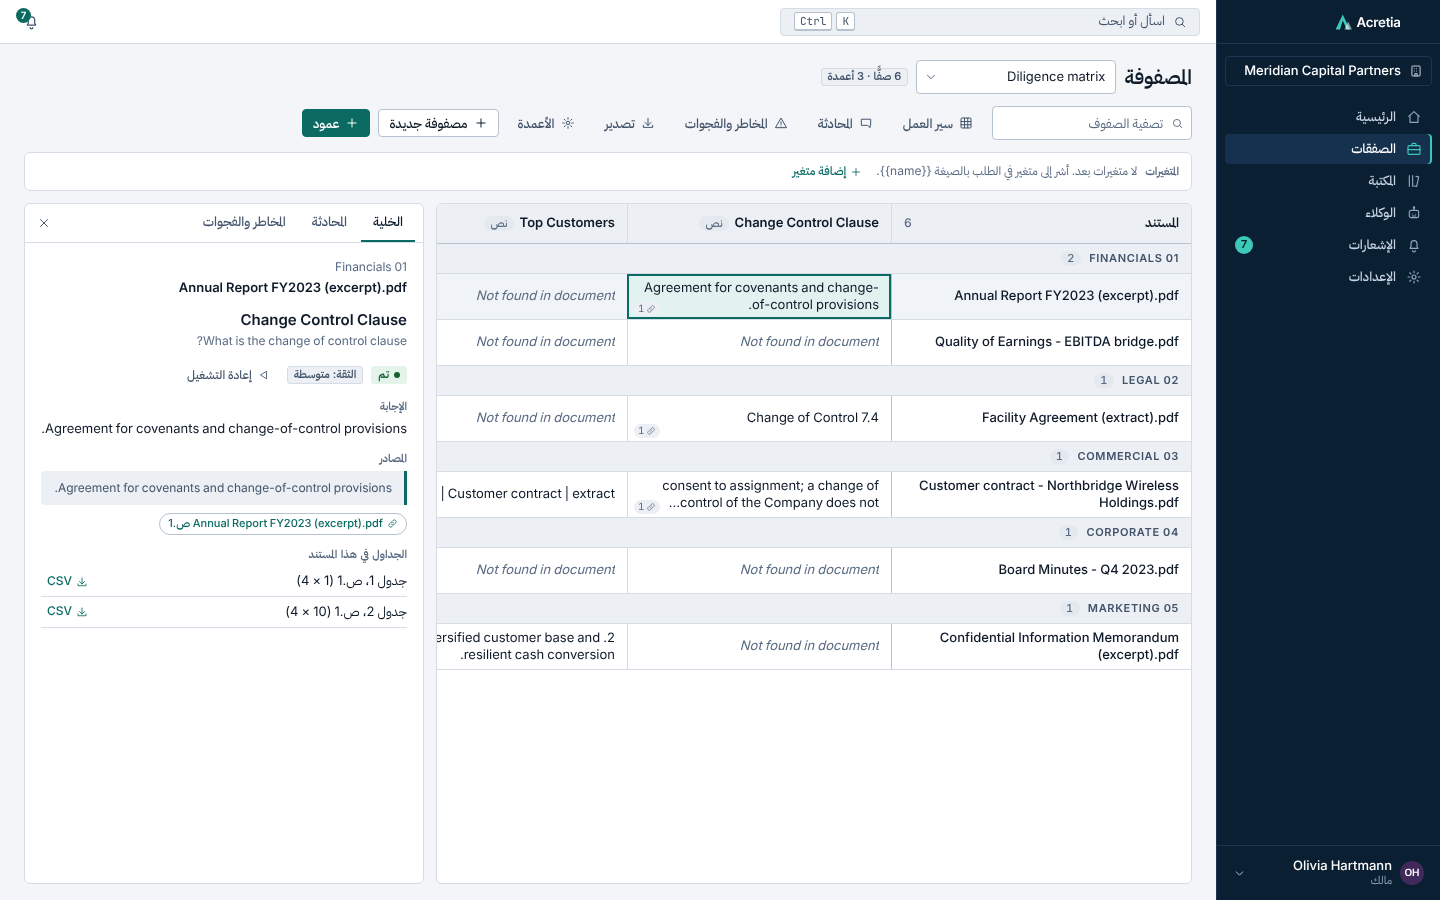 Acretia
Meridian Capital Partners
الرئيسية
الصفقات
المكتبة
الوكلاء
الإشعارات
7
الإعدادات
Olivia Hartmann
مالك
OH
اسأل أو ابحث
Ctrl K
7
المصفوفة
Diligence matrix
6 صفًّا · 3 أعمدة
تصفية الصفوف
سير العمل
المحادثة
المخاطر والفجوات
تصدير
الأعمدة
مصفوفة جديدة
عمود
المتغيرات
لا متغيرات بعد. أشر إلى متغير في الطلب بالصيغة {{name}}.
إضافة متغير
المستند 6
Change Control Clause نص
Top Customers نص
FINANCIALS 01 2
Annual Report FY2023 (excerpt).pdf
Agreement for covenants and change-
of-control provisions.
1
Not found in document
Quality of Earnings - EBITDA bridge.pdf
Not found in document
Not found in document
LEGAL 02 1
Facility Agreement (extract).pdf
Change of Control 7.4
1
Not found in document
COMMERCIAL 03 1
Customer contract - Northbridge Wireless
Holdings.pdf
consent to assignment; a change of
control of the Company does not...
1
| Customer contract | extract
CORPORATE 04 1
Board Minutes - Q4 2023.pdf
Not found in document
Not found in document
MARKETING 05 1
Confidential Information Memorandum
(excerpt).pdf
Not found in document
2. ersified customer base and
resilient cash conversion.
الخلية
المحادثة
المخاطر والفجوات
Financials 01
Annual Report FY2023 (excerpt).pdf
Change Control Clause
What is the change of control clause?
تم
الثقة: متوسطة
إعادة التشغيل
الإجابة
Agreement for covenants and change-of-control provisions.
المصادر
Agreement for covenants and change-of-control provisions.
Annual Report FY2023 (excerpt).pdf ص.1
الجداول في هذا المستند
جدول 1، ص.1 (1 × 4)
CSV
جدول 2، ص.1 (10 × 4)
CSV